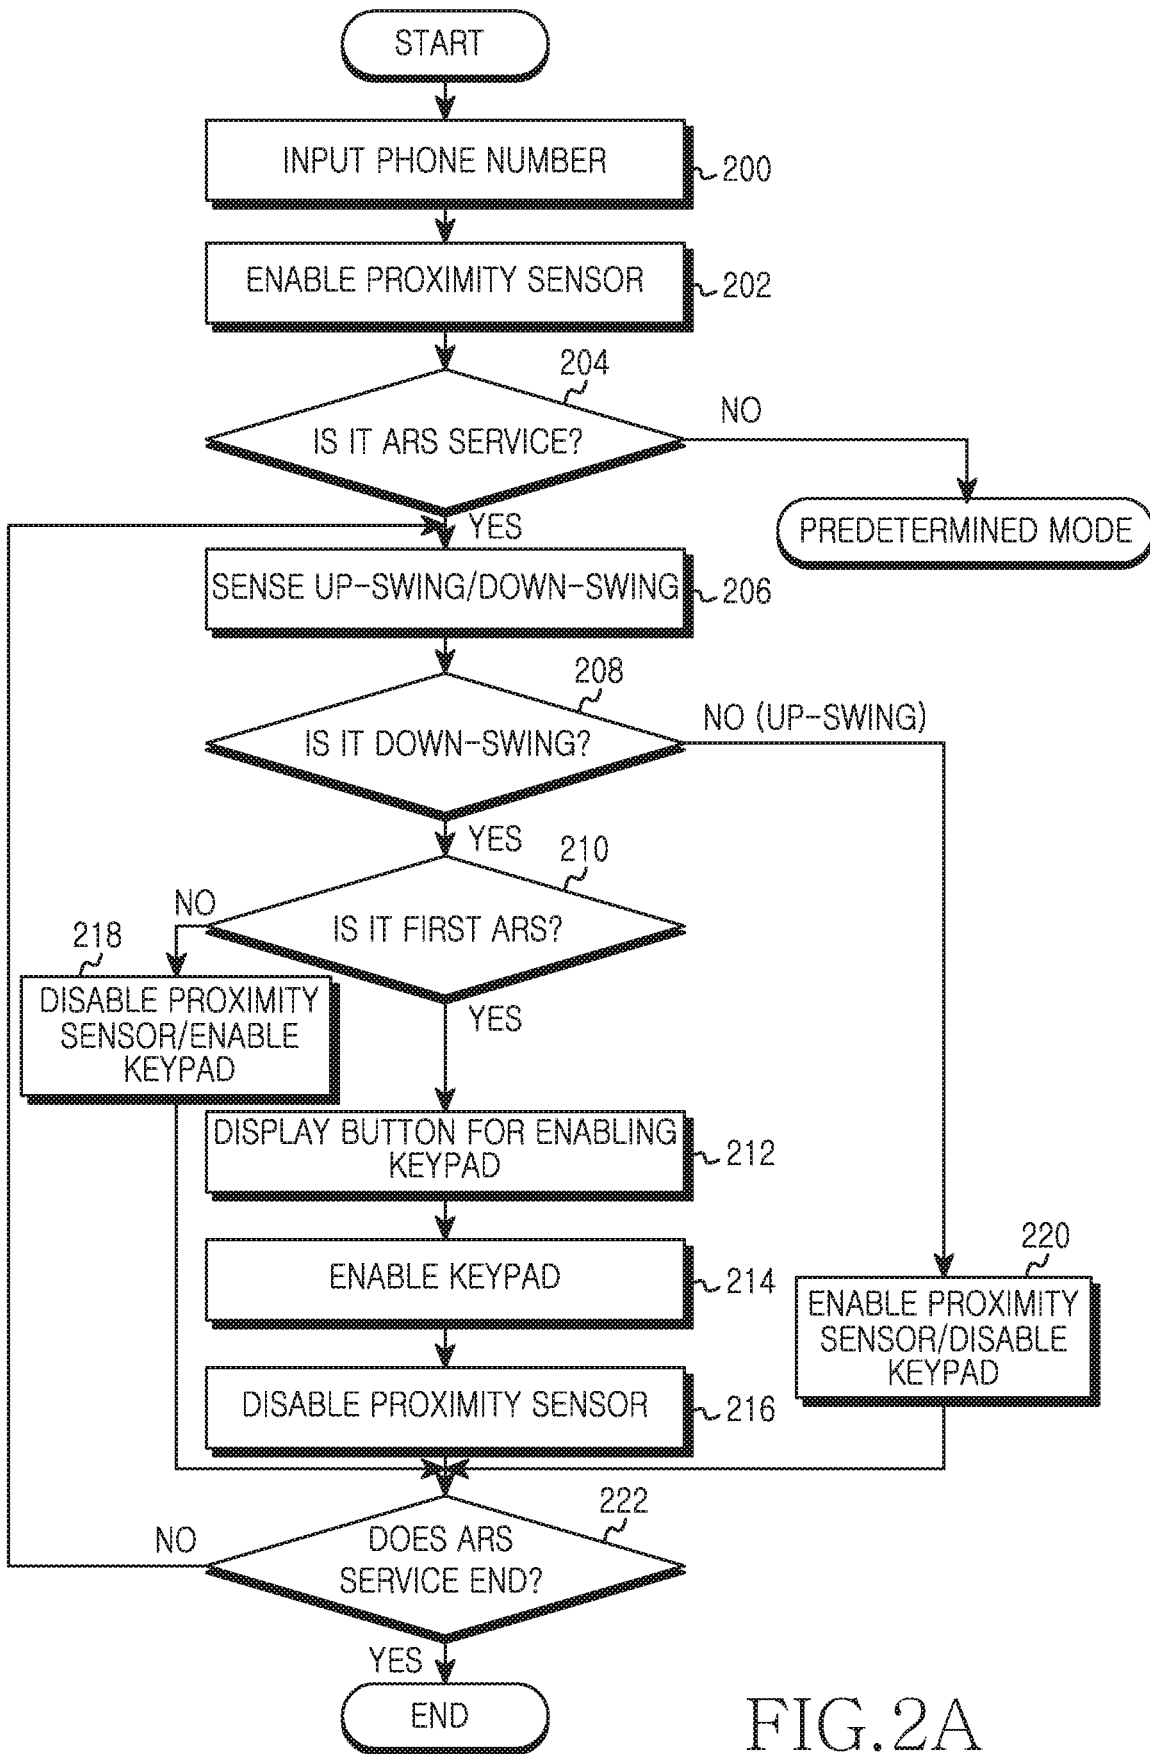 START
INPUT PHONE NUMBER
200
ENABLE PROXIMITY SENSOR
202
204
IS IT ARS SERVICE?
NO
PREDETERMINED MODE
YES
SENSE UP-SWING/DOWN-SWING
206
208
IS IT DOWN-SWING?
NO (UP-SWING)
YES
210
IS IT FIRST ARS?
NO
218
DISABLE PROXIMITY
SENSOR/ENABLE
KEYPAD
YES
DISPLAY BUTTON FOR ENABLING
KEYPAD
212
ENABLE KEYPAD
214
220
ENABLE PROXIMITY
SENSOR/DISABLE
KEYPAD
DISABLE PROXIMITY SENSOR
216
222
DOES ARS
SERVICE END?
NO
YES
END
FIG.2A